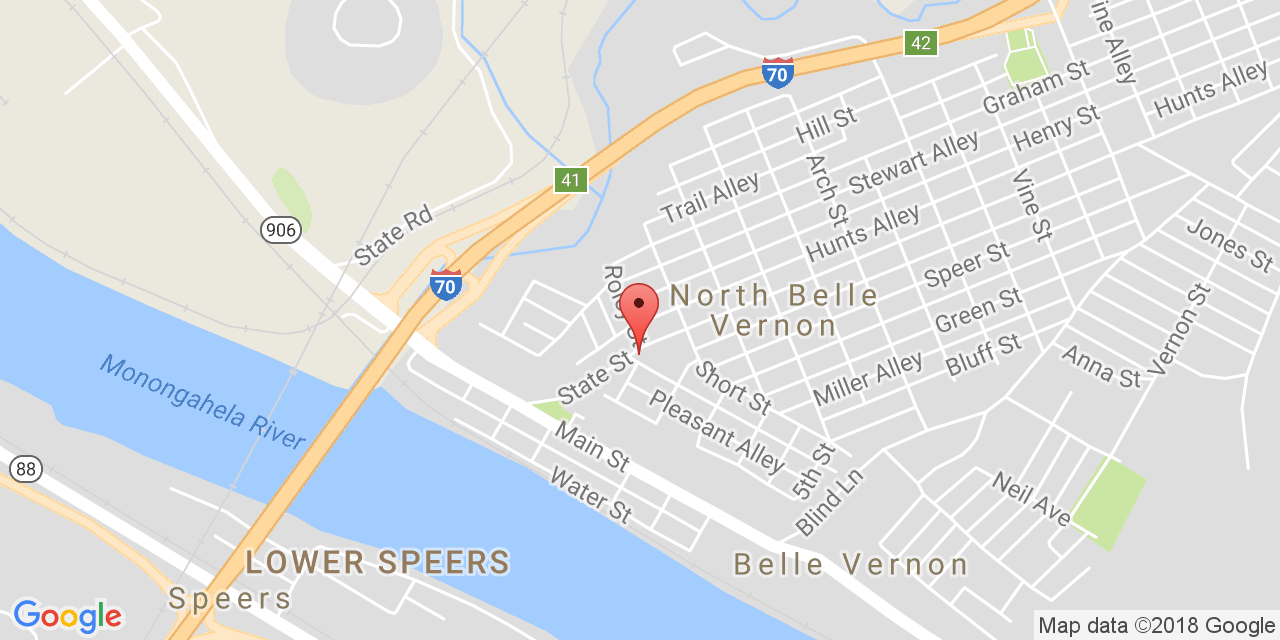 42
70
Vine Alley
Graham St
Hunts Alley
Hill St
Henry St
Stewart Alley
41
Arch St
Trail Alley
Vine St
906
State Rd
Hunts Alley
Jones St
Speer St
70
North Belle
Vernon
Green St
Vernon St
Bluff St
State St
Short St
Miller Alley
Anna St
Monongahela River
Pleasant Alley
Main St
88
5th St
Blind Ln
Water St
Neil Ave
LOWER SPEERS
Belle Vernon
Speers
Google
Map data ©2018 Google